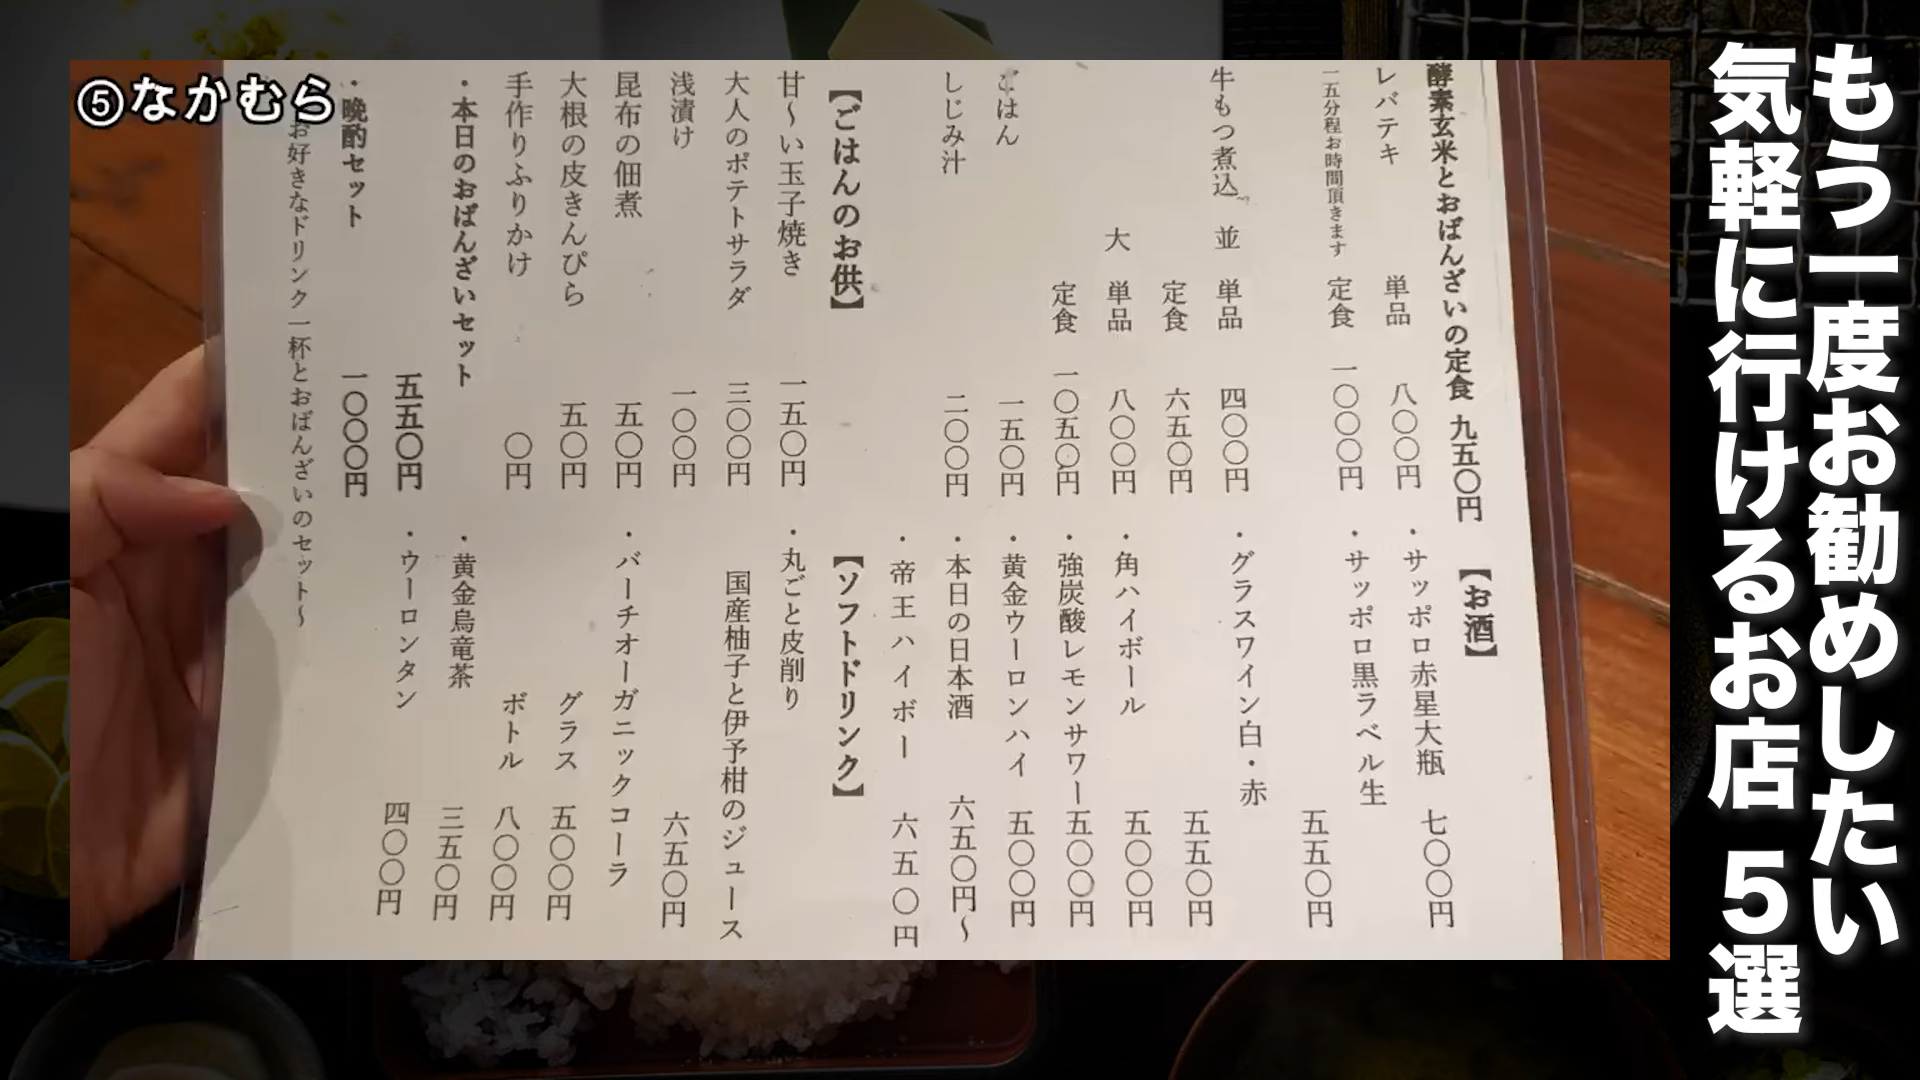 もう一度お勧めしたい
気軽に行けるお店 5選
⑤なかむら
酵素玄米とおばんざいの定食 九五〇円
レバテキ 単品 八〇〇円
一五分程お時間頂きます 定食 一〇〇〇円
牛もつ煮込 並 単品 四〇〇円
定食 六五〇円
大 単品 八〇〇円
定食 一〇五〇円
ごはん 一五〇円
しじみ汁 二〇〇円
【ごはんのお供】
甘〜い玉子焼き 一五〇円
大人のポテトサラダ 三〇〇円
浅漬け 一〇〇円
昆布の佃煮 五〇円
大根の皮きんぴら 五〇円
手作りふりかけ 〇円
・本日のおばんざいセット
五五〇円
・晩酌セット 一〇〇〇円
お好きなドリンク一杯とおばんざいのセット〜
【お酒】
・サッポロ赤星大瓶 七〇〇円
・サッポロ黒ラベル生
五五〇円
・グラスワイン白・赤
五五〇円
・角ハイボール 五〇〇円
・強炭酸レモンサワー五〇〇円
・黄金ウーロンハイ 五〇〇円
・本日の日本酒 六五〇円〜
・帝王ハイボー 六五〇円
【ソフトドリンク】
・丸ごと皮削り
国産柚子と伊予柑のジュース
六五〇円
・バーチオーガニックコーラ
グラス 五〇〇円
ボトル 八〇〇円
・黄金烏竜茶 三五〇円
・ウーロンタン 四〇〇円